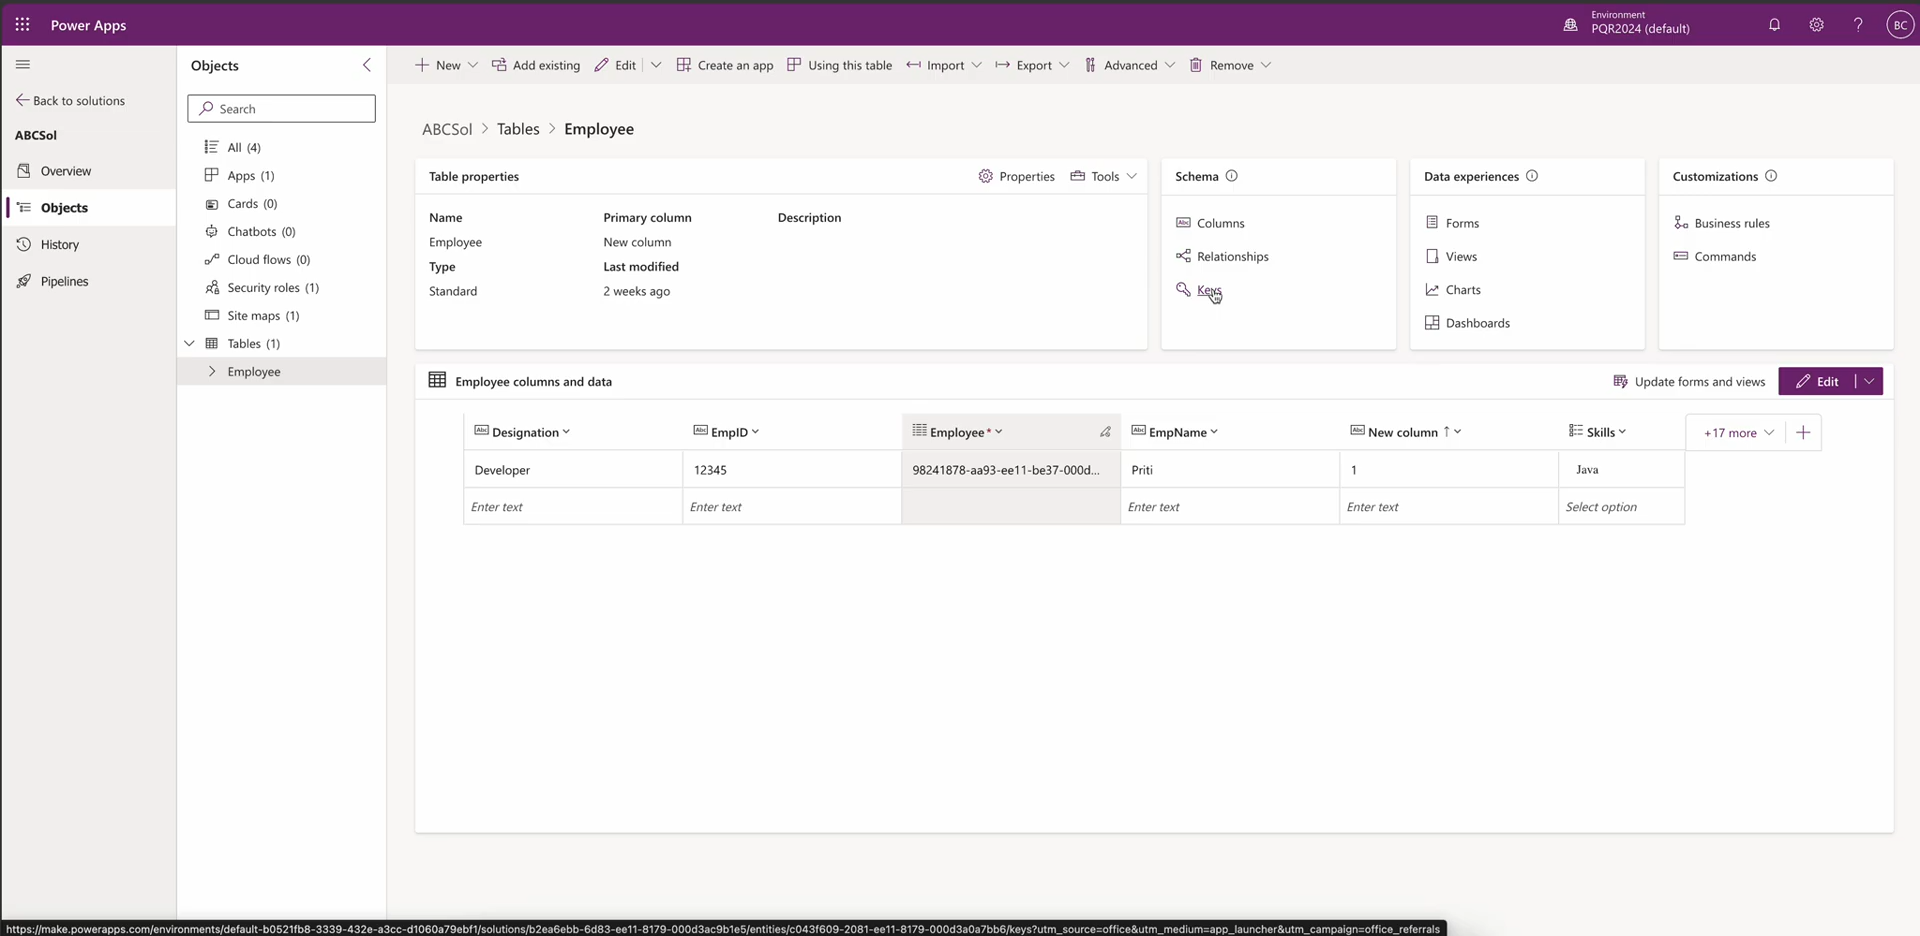 Power Apps
Environment
PQR2024 (default)
BC
Back to solutions
ABCSol
Overview
Objects
History
Pipelines
Objects
Search
All (4)
Apps (1)
Cards (0)
Chatbots (0)
Cloud flows (0)
Security roles (1)
Site maps (1)
Tables (1)
Employee
New Add existing Edit Create an app Using this table Import Export Advanced Remove
ABCSol > Tables > Employee
Table properties Properties Tools
Name Primary column Description
Employee New column
Type Last modified
Standard 2 weeks ago
Schema
Columns
Relationships
Keys
Data experiences
Forms
Views
Charts
Dashboards
Customizations
Business rules
Commands
Employee columns and data Update forms and views Edit
Abc Designation Abc EmpID Employee * Abc EmpName Abc New column ↑ Skills +17 more
Developer 12345 98241878-aa93-ee11-be37-000d... Priti 1 Java
Enter text Enter text Enter text Enter text Select option
https://make.powerapps.com/environments/default-b0521fb8-3339-432e-a3cc-d1060a79ebf1/solutions/b2ea6ebb-6d83-ee11-8179-000d3ac9b1e5/entities/c043f609-2081-ee11-8179-000d3a0a7bb6/keys?utm_source=office&utm_medium=app_launcher&utm_campaign=office_referrals